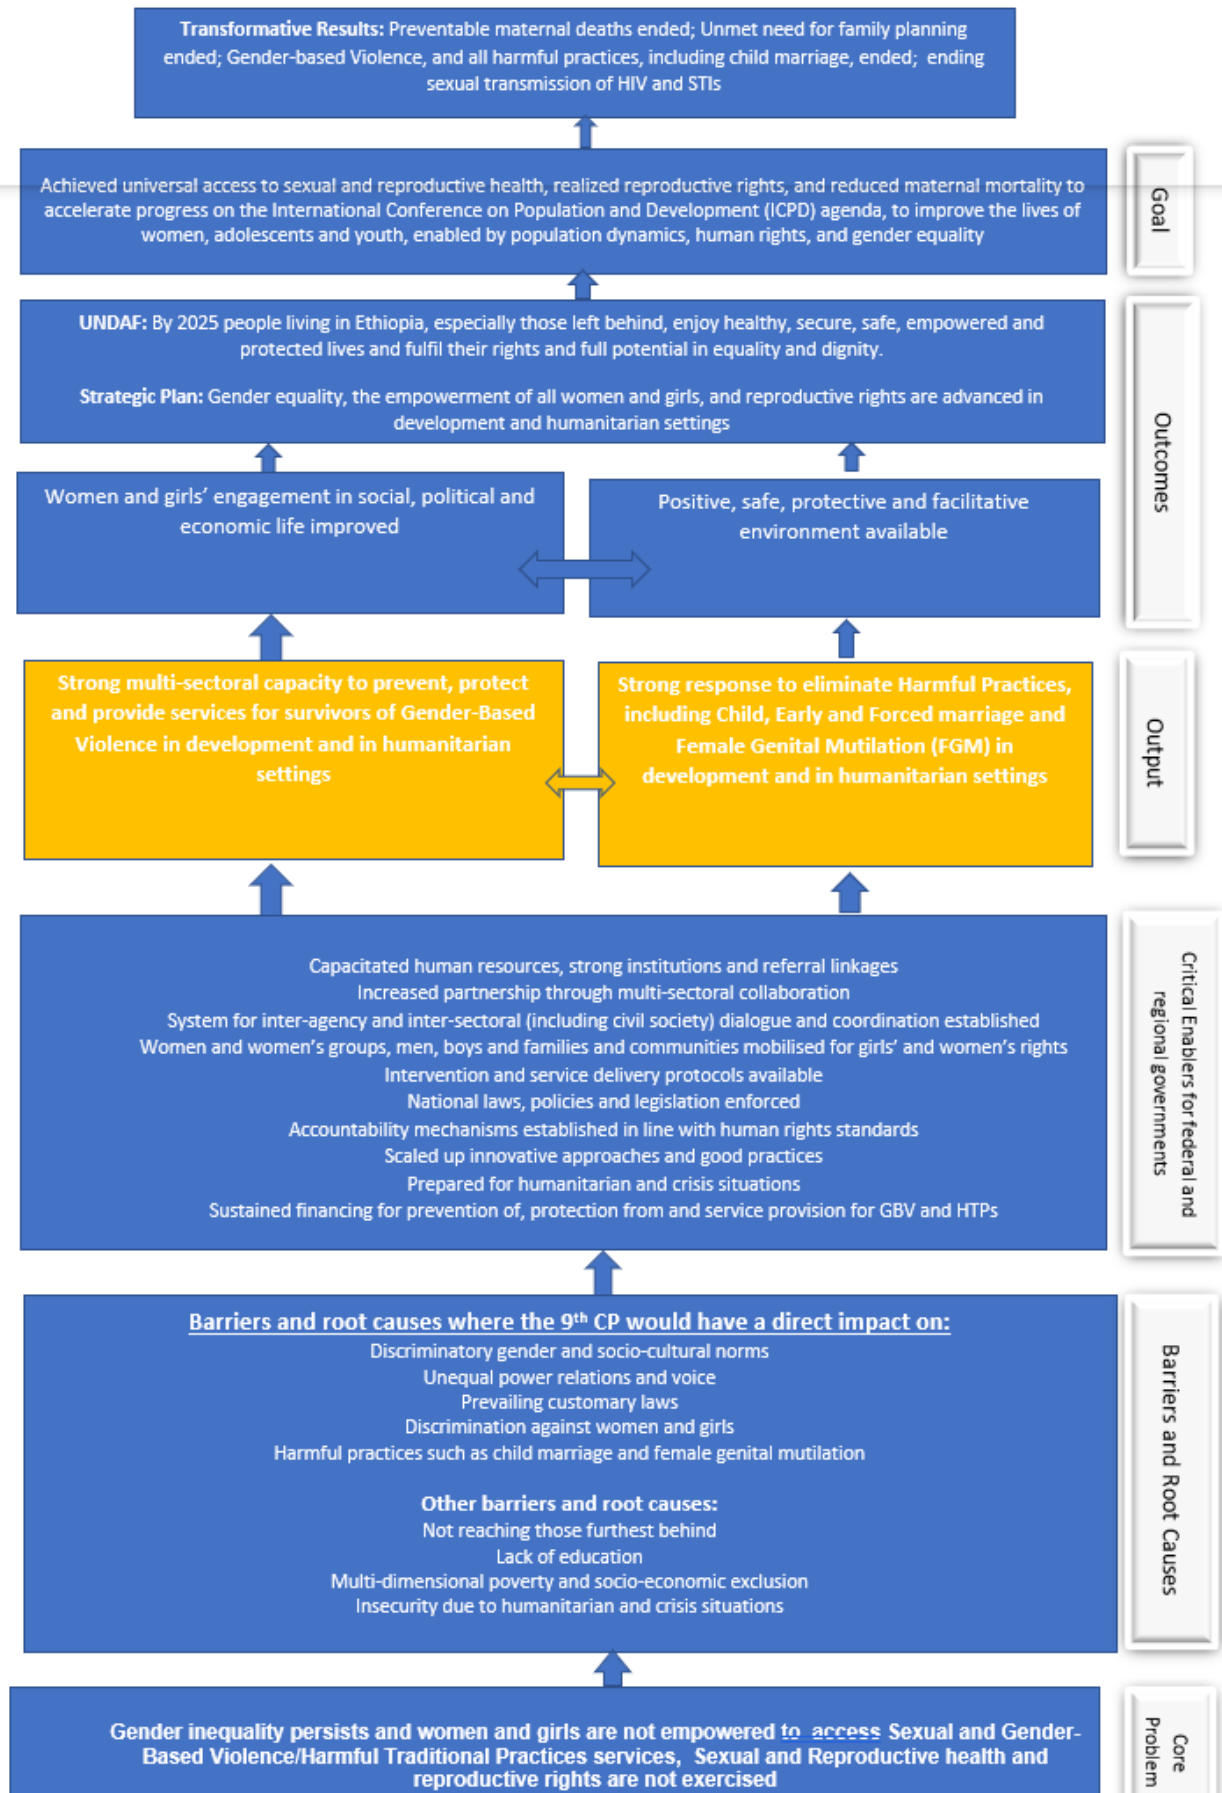 Transformative Results: Preventable maternal deaths ended; Unmet need for family planning
ended; Gender-based Violence, and all harmful practices, including child marriage, ended; ending
sexual transmission of HIV and STIs
Achieved universal access to sexual and reproductive health, realized reproductive rights, and reduced maternal mortality to
accelerate progress on the International Conference on Population and Development (ICPD) agenda, to improve the lives of
women, adolescents and youth, enabled by population dynamics, human rights, and gender equality
Goal
UNDAF: By 2025 people living in Ethiopia, especially those left behind, enjoy healthy, secure, safe, empowered and
protected lives and fulfil their rights and full potential in equality and dignity.
Strategic Plan: Gender equality, the empowerment of all women and girls, and reproductive rights are advanced in
development and humanitarian settings
Outcomes
Women and girls' engagement in social, political and
economic life improved
Positive, safe, protective and facilitative
environment available
Strong multi-sectoral capacity to prevent, protect
and provide services for survivors of Gender-Based
Violence in development and in humanitarian
settings
Strong response to eliminate Harmful Practices,
including Child, Early and Forced marriage and
Female Genital Mutilation (FGM) in
development and in humanitarian settings
Output
Capacitated human resources, strong institutions and referral linkages
Increased partnership through multi-sectoral collaboration
System for inter-agency and inter-sectoral (including civil society) dialogue and coordination established
Women and women's groups, men, boys and families and communities mobilised for girls' and women's rights
Intervention and service delivery protocols available
National laws, policies and legislation enforced
Accountability mechanisms established in line with human rights standards
Scaled up innovative approaches and good practices
Prepared for humanitarian and crisis situations
Sustained financing for prevention of, protection from and service provision for GBV and HTPs
Critical Enablers for federal and
regional governments
Barriers and root causes where the 9th CP would have a direct impact on:
Discriminatory gender and socio-cultural norms
Unequal power relations and voice
Prevailing customary laws
Discrimination against women and girls
Harmful practices such as child marriage and female genital mutilation
Other barriers and root causes:
Not reaching those furthest behind
Lack of education
Multi-dimensional poverty and socio-economic exclusion
Insecurity due to humanitarian and crisis situations
Barriers and Root Causes
Gender inequality persists and women and girls are not empowered to access Sexual and Gender-
Based Violence/Harmful Traditional Practices services, Sexual and Reproductive health and
reproductive rights are not exercised
Core
Problem